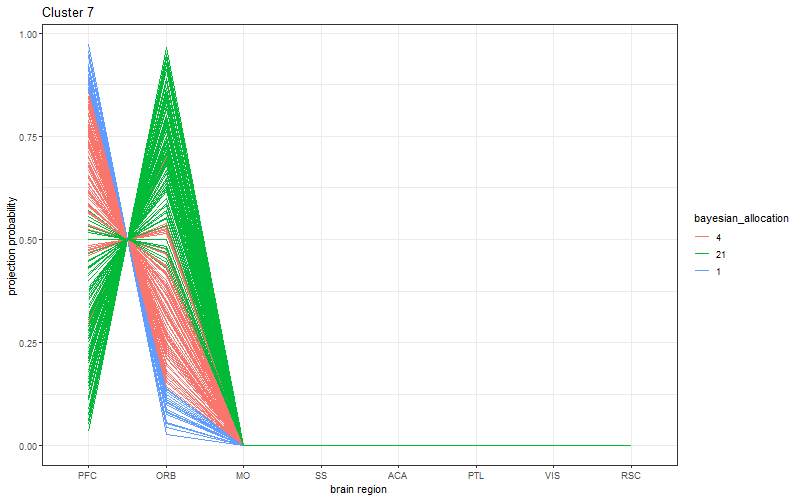 Cluster 7
1.00
0.75
0.50
0.25
0.00
projection probability
PFC ORB MO SS ACA PTL VIS RSC
brain region
bayesian_allocation
4
21
1